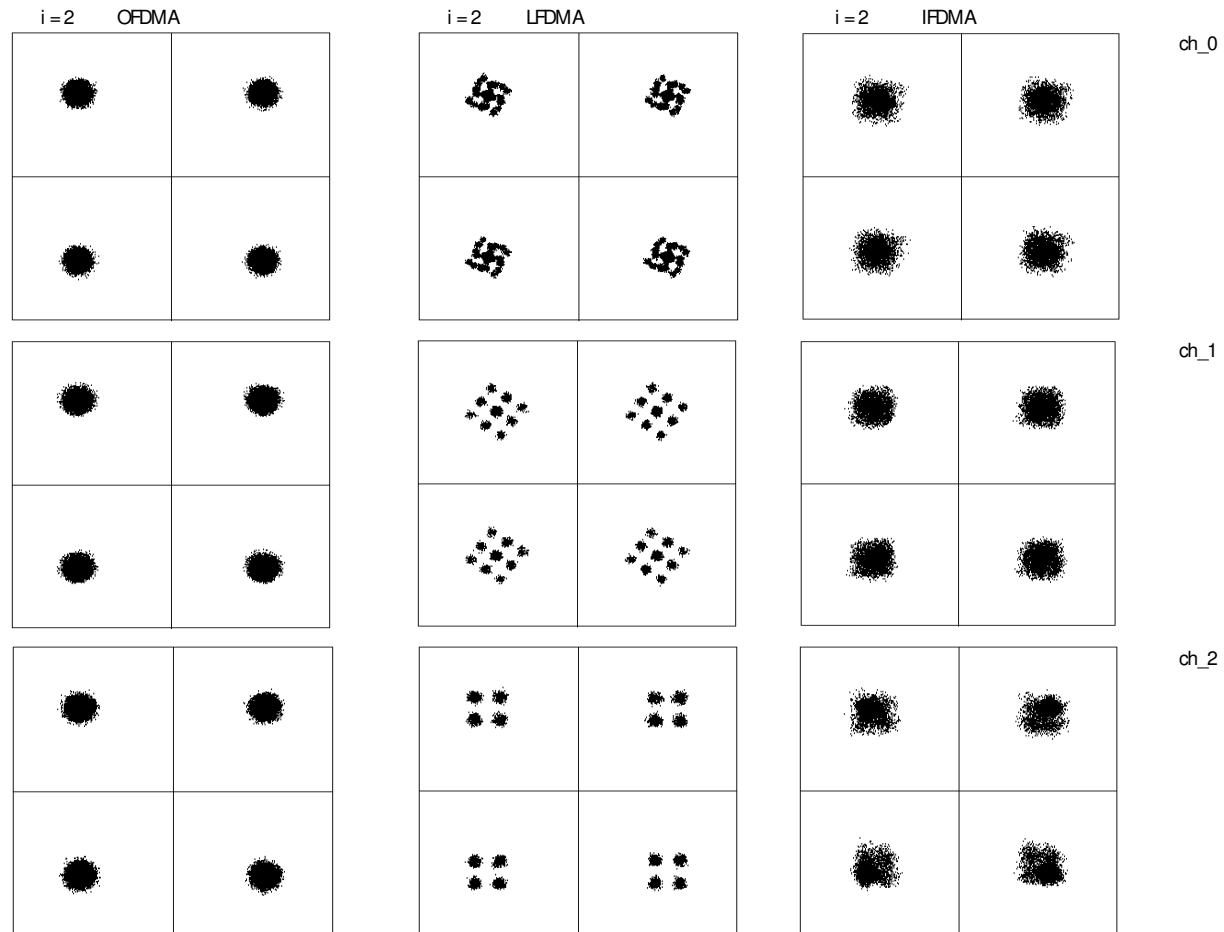 i = 2 OFDMA
i = 2 LFDMA
i = 2 IFDMA
ch_0
ch_1
ch_2